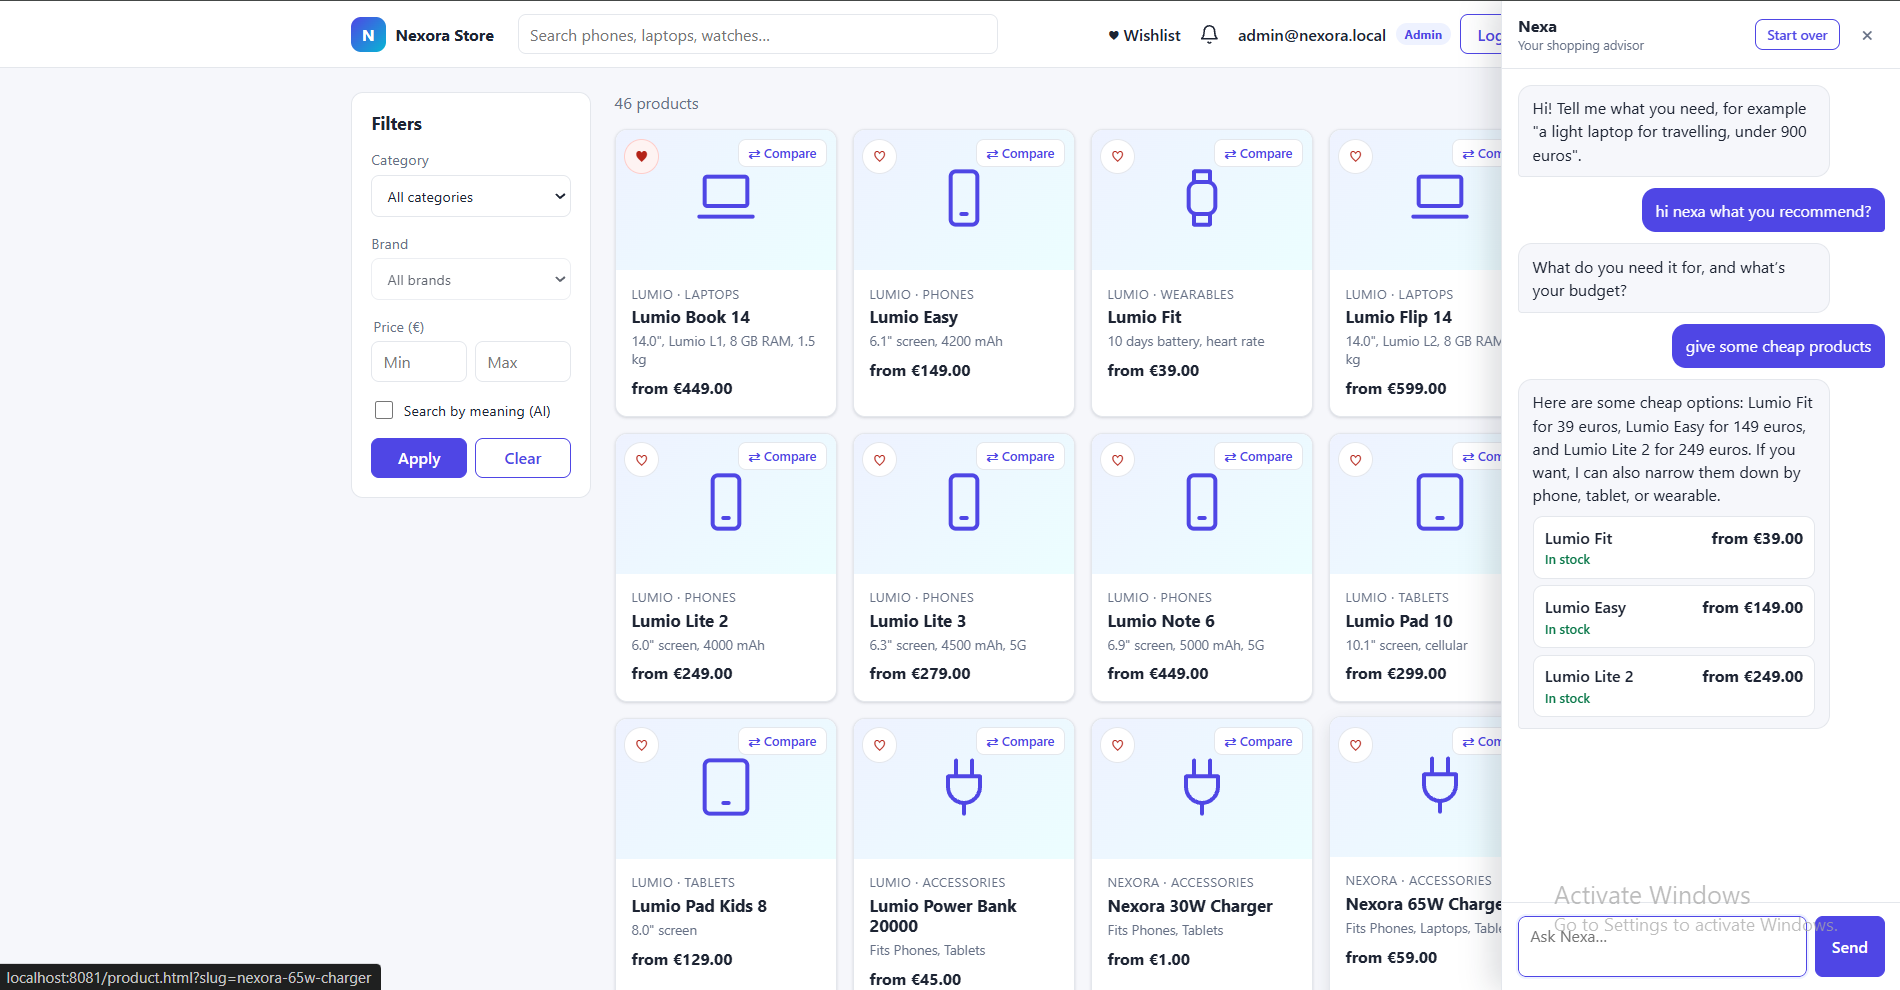 N Nexora Store
Search phones, laptops, watches...
♥ Wishlist
admin@nexora.local
Admin
Filters
Category
All categories
Brand
All brands
Price (€)
Min
Max
Search by meaning (AI)
Apply
Clear
46 products
⇄ Compare
LUMIO · LAPTOPS
Lumio Book 14
14.0", Lumio L1, 8 GB RAM, 1.5
kg
from €449.00
⇄ Compare
LUMIO · PHONES
Lumio Easy
6.1" screen, 4200 mAh
from €149.00
⇄ Compare
LUMIO · WEARABLES
Lumio Fit
10 days battery, heart rate
from €39.00
LUMIO · LAPTOPS
Lumio Flip 14
14.0", Lumio L2, 8 GB RAM
kg
from €599.00
⇄ Compare
LUMIO · PHONES
Lumio Lite 2
6.0" screen, 4000 mAh
from €249.00
⇄ Compare
LUMIO · PHONES
Lumio Lite 3
6.3" screen, 4500 mAh, 5G
from €279.00
⇄ Compare
LUMIO · PHONES
Lumio Note 6
6.9" screen, 5000 mAh, 5G
from €449.00
LUMIO · TABLETS
Lumio Pad 10
10.1" screen, cellular
from €299.00
⇄ Compare
LUMIO · TABLETS
Lumio Pad Kids 8
8.0" screen
from €129.00
⇄ Compare
LUMIO · ACCESSORIES
Lumio Power Bank
20000
Fits Phones, Tablets
from €45.00
⇄ Compare
NEXORA · ACCESSORIES
Nexora 30W Charger
Fits Phones, Tablets
from €1.00
NEXORA · ACCESSORIES
Nexora 65W
Fits Phones, Laptops,
from €59.00
Nexa
Your shopping advisor
Start over
×
Hi! Tell me what you need, for example
"a light laptop for travelling, under 900
euros".
hi nexa what you recommend?
What do you need it for, and what's
your budget?
give some cheap products
Here are some cheap options: Lumio Fit
for 39 euros, Lumio Easy for 149 euros,
and Lumio Lite 2 for 249 euros. If you
want, I can also narrow them down by
phone, tablet, or wearable.
Lumio Fit from €39.00
In stock
Lumio Easy from €149.00
In stock
Lumio Lite 2 from €249.00
In stock
Activate Windows
Go to Settings to activate Windows.
Ask Nexa...
Send
localhost:8081/product.html?slug=nexora-65w-charger